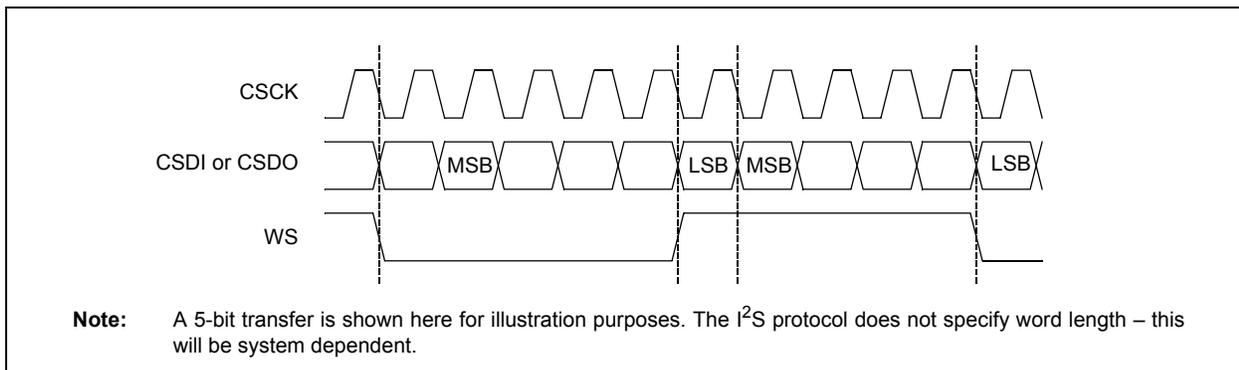 CSCK
CSDI or CSDO
MSB
LSB
MSB
LSB
WS
Note: A 5-bit transfer is shown here for illustration purposes. The I²S protocol does not specify word length – this
will be system dependent.